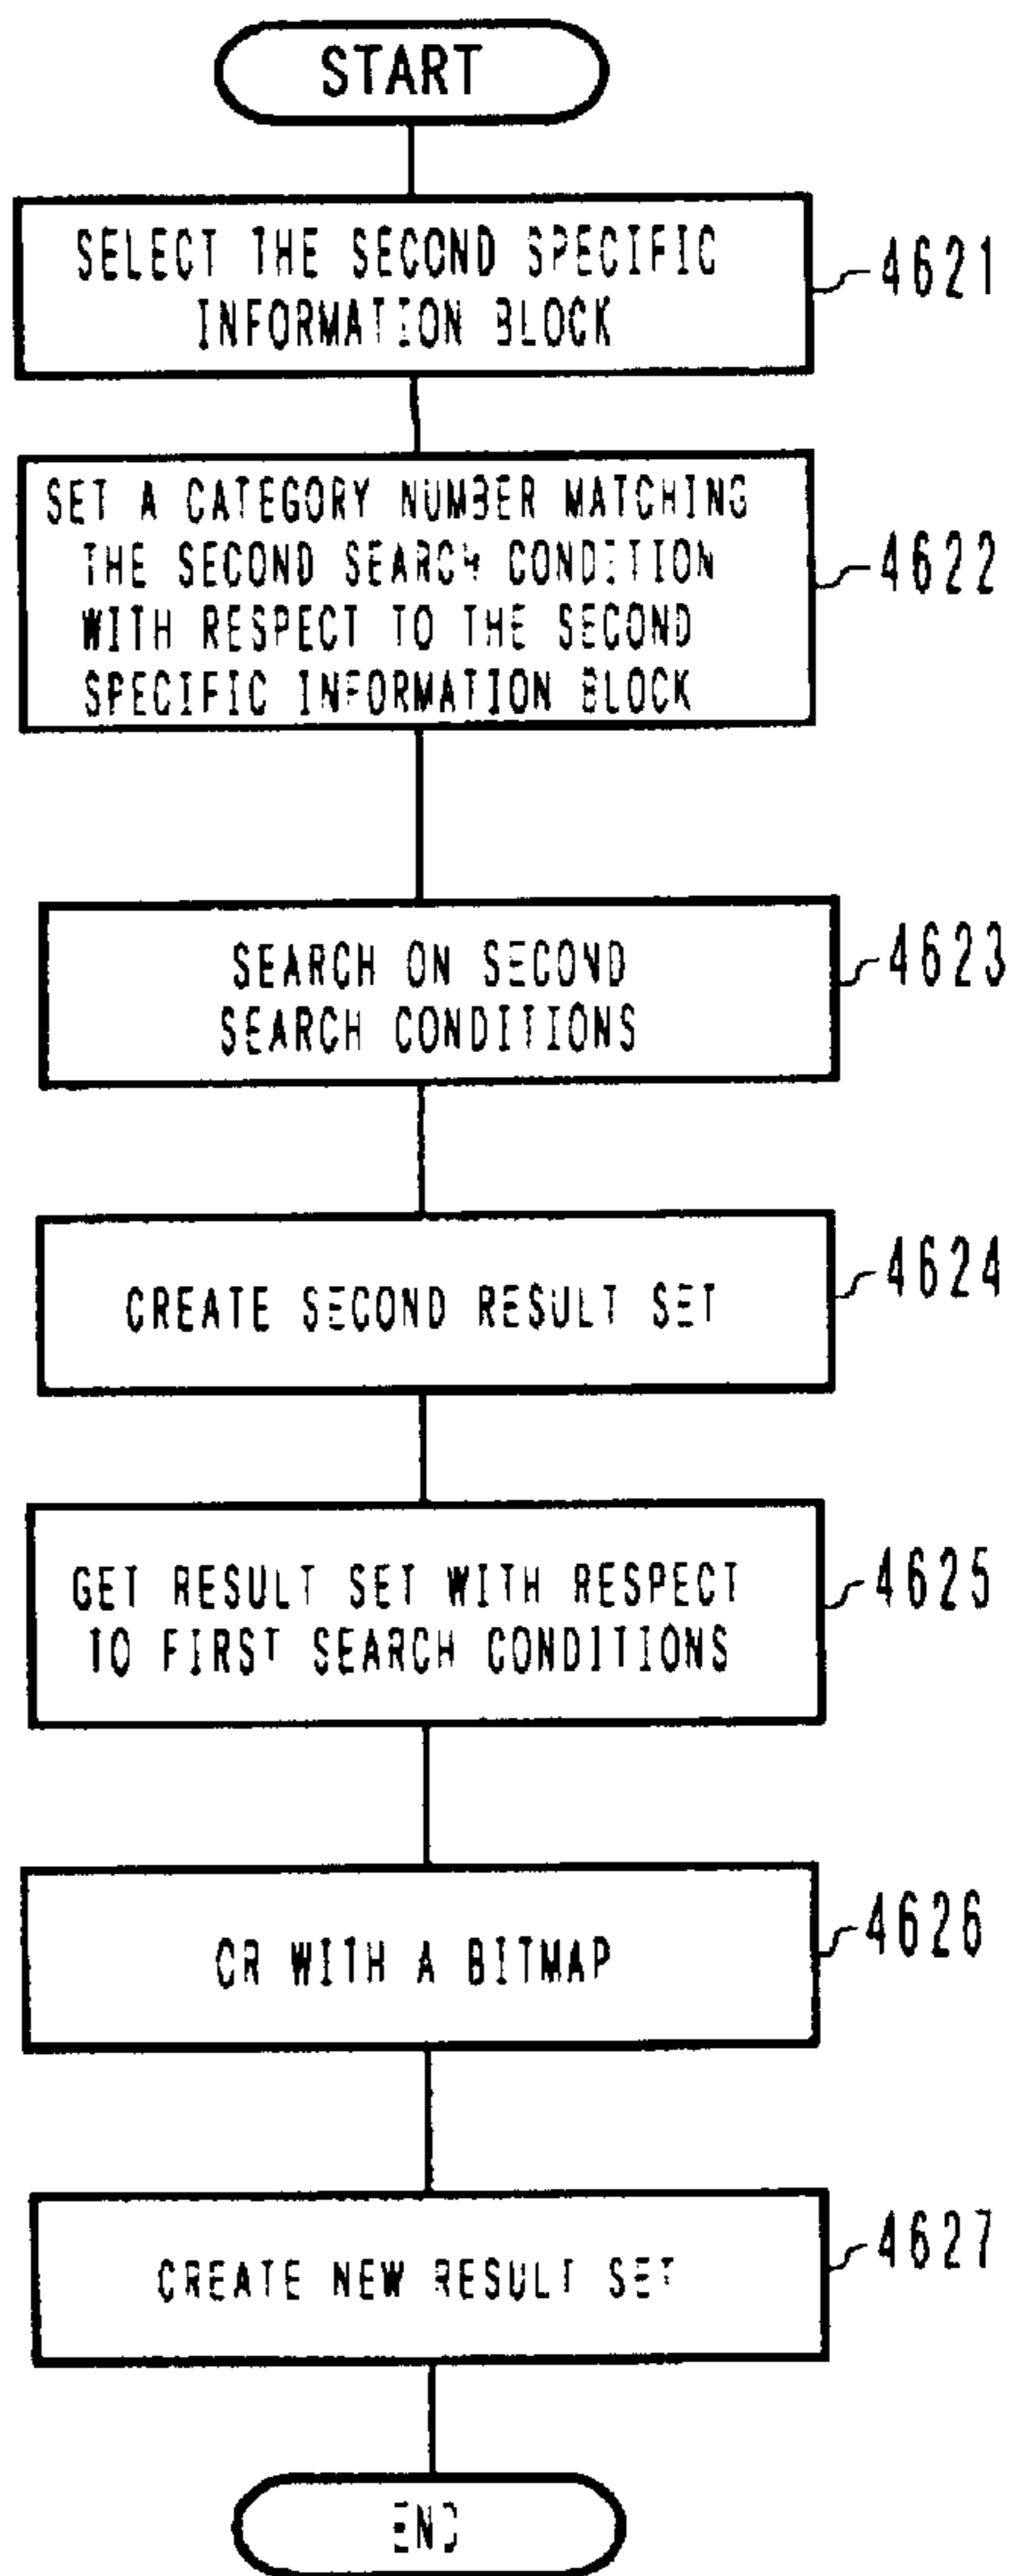 START
SELECT THE SECOND SPECIFIC
INFORMATION BLOCK
4621
SET A CATEGORY NUMBER MATCHING
THE SECOND SEARCH CONDITION
WITH RESPECT TO THE SECOND
SPECIFIC INFORMATION BLOCK
4622
SEARCH ON SECOND
SEARCH CONDITIONS
4623
CREATE SECOND RESULT SET
4624
GET RESULT SET WITH RESPECT
TO FIRST SEARCH CONDITIONS
4625
OR WITH A BITMAP
4626
CREATE NEW RESULT SET
4627
END